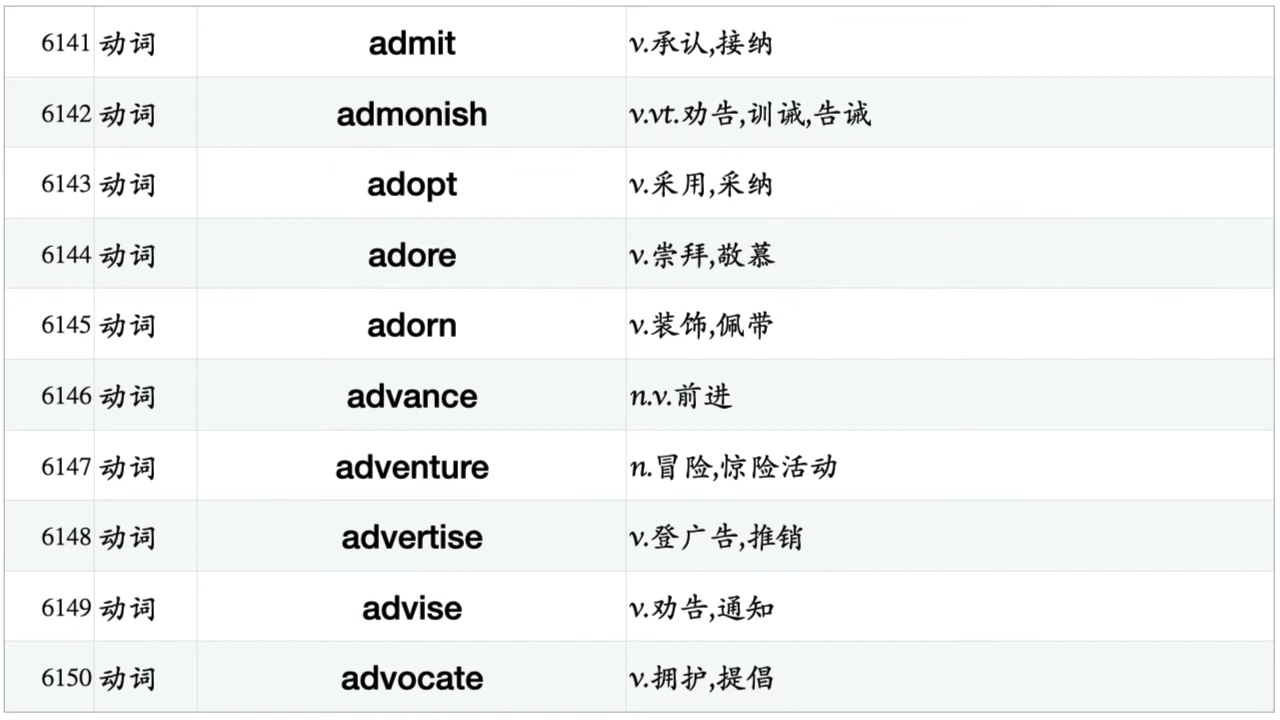 6141 动词 admit v.承认,接纳
6142 动词 admonish v.vt.劝告,训诫,告诫
6143 动词 adopt v.采用,采纳
6144 动词 adore v.崇拜,敬慕
6145 动词 adorn v.装饰,佩带
6146 动词 advance n.v.前进
6147 动词 adventure n.冒险,惊险活动
6148 动词 advertise v.登广告,推销
6149 动词 advise v.劝告,通知
6150 动词 advocate v.拥护,提倡